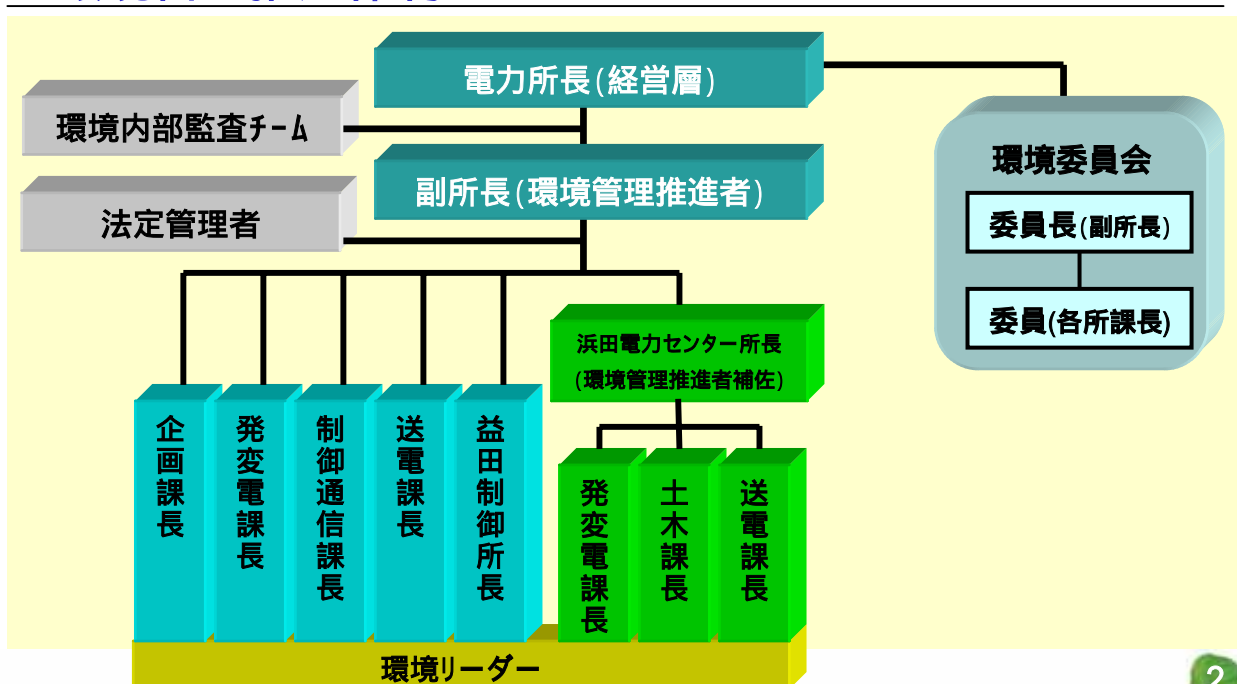 電力所長(経営層)
環境内部監査チーム
副所長(環境管理推進者)
法定管理者
環境委員会
委員長(副所長)
委員(各所課長)
浜田電力センター所長
(環境管理推進者補佐)
企画課長
発変電課長
制御通信課長
送電課長
益田制御所長
発変電課長
土木課長
送電課長
環境リーダー
2